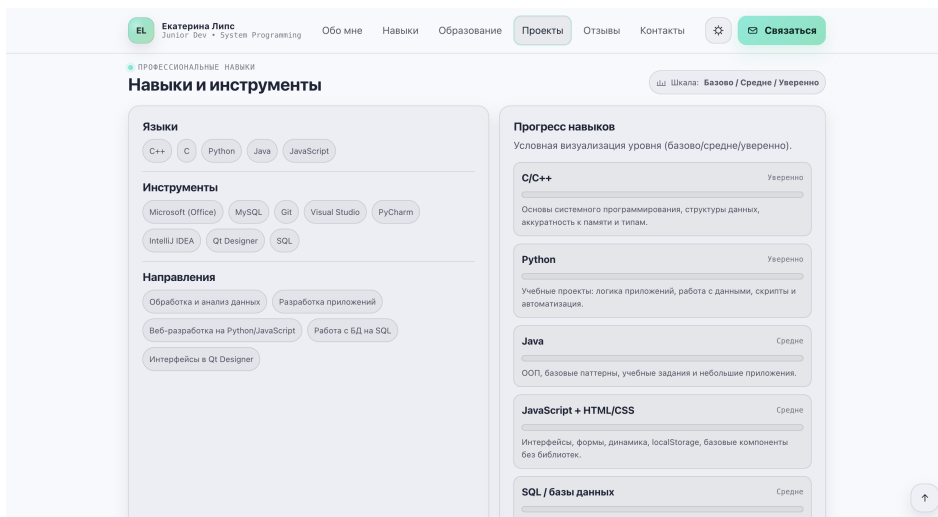 EL
Екатерина Липс
Junior Dev • System Programming
Обо мне
Навыки
Образование
Проекты
Отзывы
Контакты
Связаться
ПРОФЕССИОНАЛЬНЫЕ НАВЫКИ
Навыки и инструменты
Шкала: Базово / Средне / Уверенно
Языки
C++
C
Python
Java
JavaScript
Инструменты
Microsoft (Office)
MySQL
Git
Visual Studio
PyCharm
IntelliJ IDEA
Qt Designer
SQL
Направления
Обработка и анализ данных
Разработка приложений
Веб-разработка на Python/JavaScript
Работа с БД на SQL
Интерфейсы в Qt Designer
Прогресс навыков
Условная визуализация уровня (базово/средне/уверенно).
C/C++
Уверенно
Основы системного программирования, структуры данных,
аккуратность к памяти и типам.
Python
Уверенно
Учебные проекты: логика приложений, работа с данными, скрипты и
автоматизация.
Java
Средне
ООП, базовые паттерны, учебные задания и небольшие приложения.
JavaScript + HTML/CSS
Средне
Интерфейсы, формы, динамика, localStorage, базовые компоненты
без библиотек.
SQL / базы данных
Средне